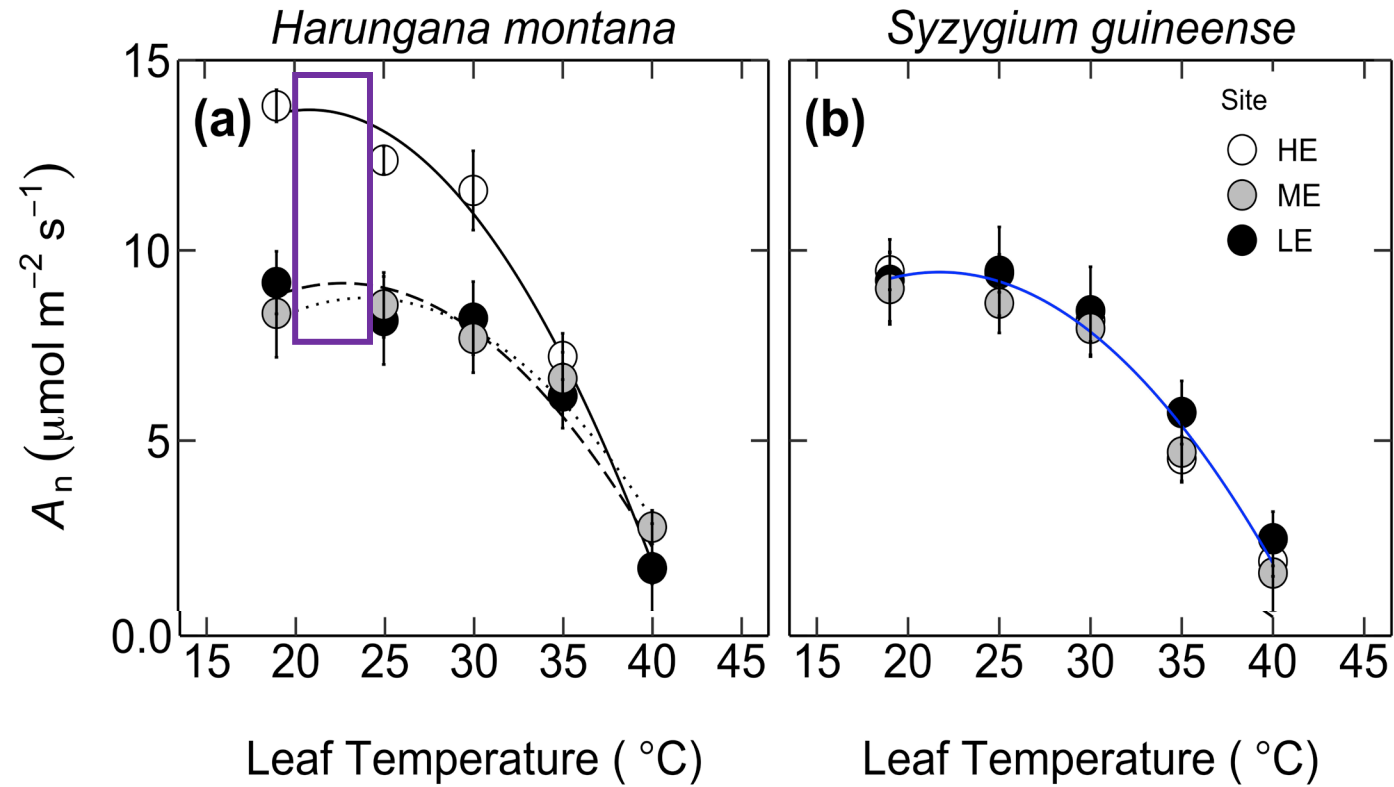 Harungana montana
Syzygium guineense
15
10
5
0.0
(a)
(b)
Site
HE
ME
LE
An (μmol m−2 s−1)
15 20 25 30 35 40 45
15 20 25 30 35 40 45
Leaf Temperature ( °C)
Leaf Temperature ( °C)